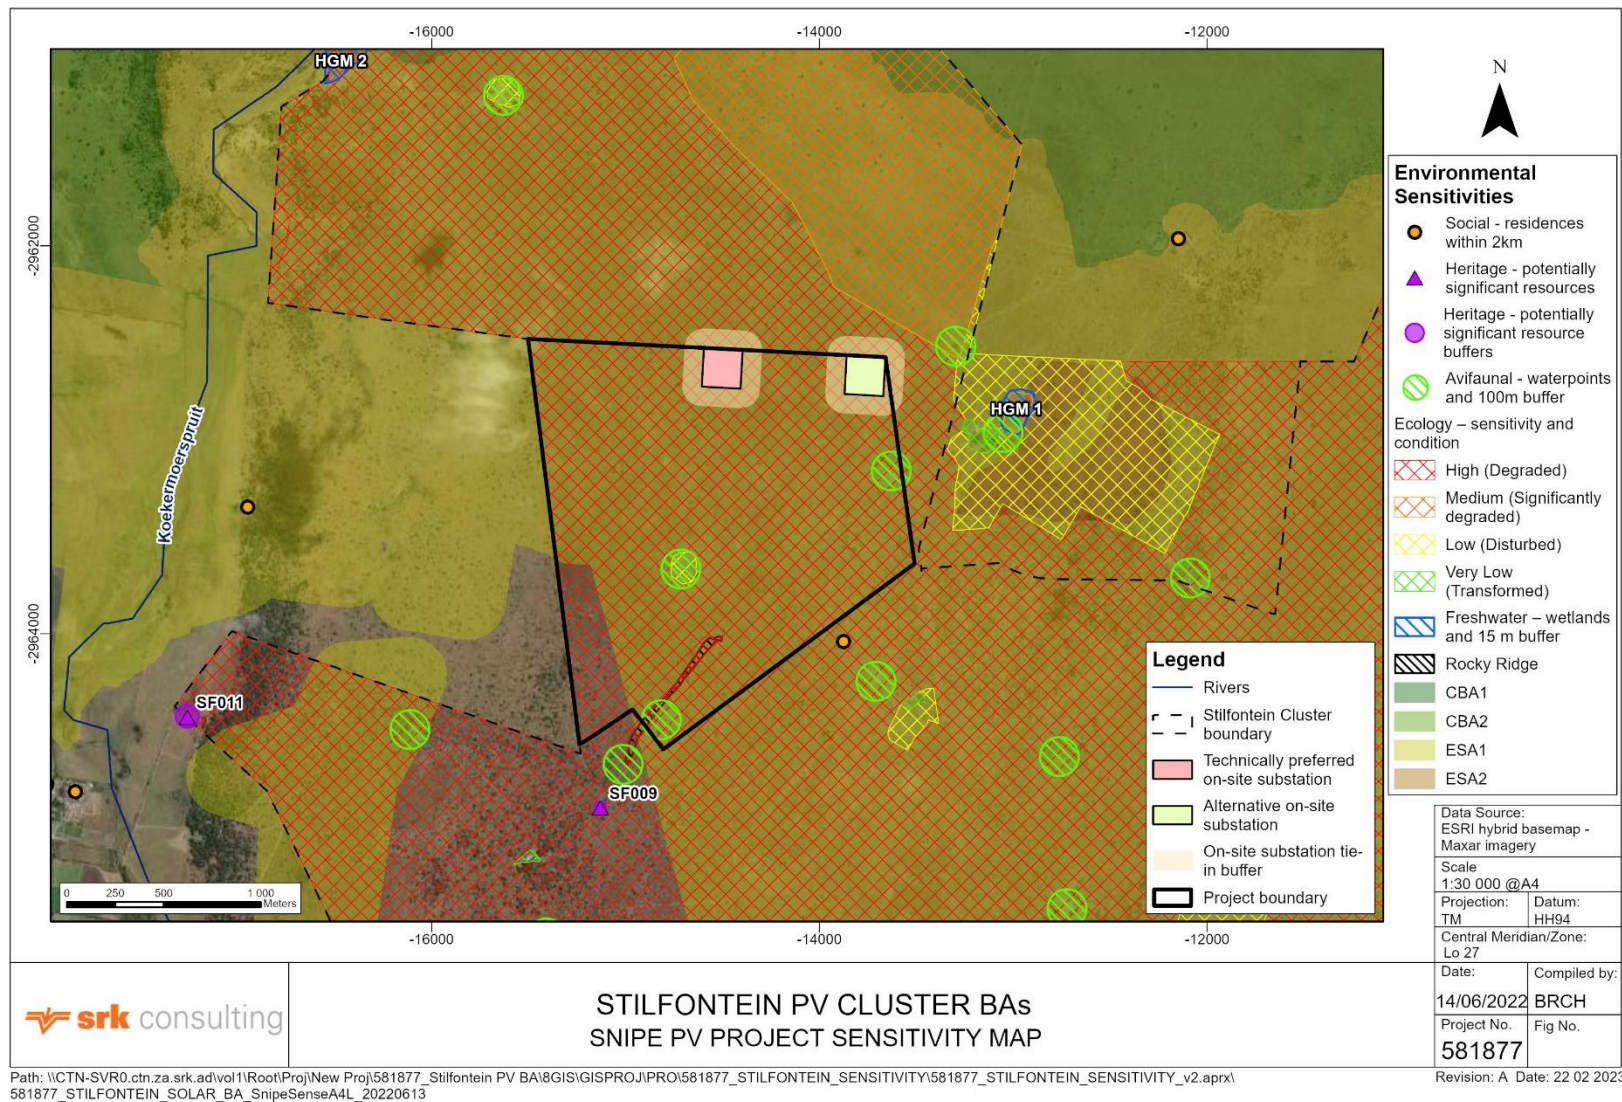 -16000
-14000
-12000
-2962000
-2964000
HGM 2
HGM 1
Koekermoerspruit
SF011
SF009
0 250 500 1 000
Meters
Legend
Rivers
Stilfontein Cluster
boundary
Technically preferred
on-site substation
Alternative on-site
substation
On-site substation tie-
in buffer
Project boundary
-16000
-14000
-12000
N
Environmental
Sensitivities
Social - residences
within 2km
Heritage - potentially
significant resources
Heritage - potentially
significant resource
buffers
Avifaunal - waterpoints
and 100m buffer
Ecology – sensitivity and
condition
High (Degraded)
Medium (Significantly
degraded)
Low (Disturbed)
Very Low
(Transformed)
Freshwater – wetlands
and 15 m buffer
Rocky Ridge
CBA1
CBA2
ESA1
ESA2
Data Source:
ESRI hybrid basemap -
Maxar imagery
Scale
1:30 000 @A4
Projection: Datum:
TM HH94
Central Meridian/Zone:
Lo 27
Date: Compiled by:
14/06/2022 BRCH
Project No. Fig No.
581877
srk consulting
STILFONTEIN PV CLUSTER BAs
SNIPE PV PROJECT SENSITIVITY MAP
Path: \\CTN-SVR0.ctn.za.srk.ad\vol1\Root\Proj\New Proj\581877_Stilfontein PV BA\8GIS\GISPROJ\PRO\581877_STILFONTEIN_SENSITIVITY\581877_STILFONTEIN_SENSITIVITY_v2.aprx\
581877_STILFONTEIN_SOLAR_BA_SnipeSenseA4L_20220613
Revision: A Date: 22 02 2023